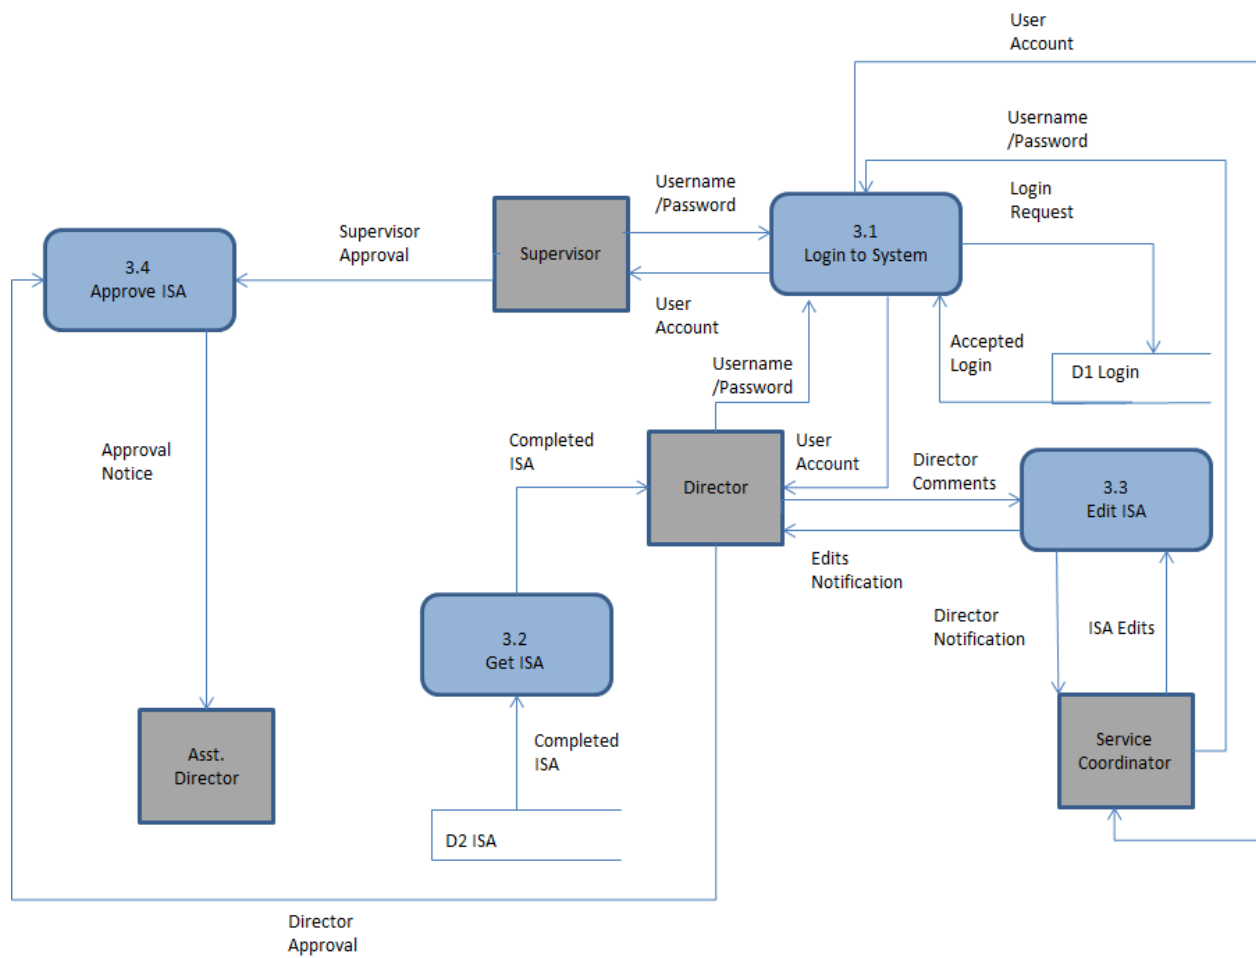 User
Account
Username
/Password
Username
/Password
Login
Request
3.1
Login to System
Supervisor
Approval
Supervisor
3.4
Approve ISA
User
Account
Accepted
Login
D1 Login
Username
/Password
Completed
ISA
User
Account
Director
Comments
Approval
Notice
Director
3.3
Edit ISA
Edits
Notification
Director
Notification
ISA Edits
3.2
Get ISA
Asst.
Director
Completed
ISA
Service
Coordinator
D2 ISA
Director
Approval